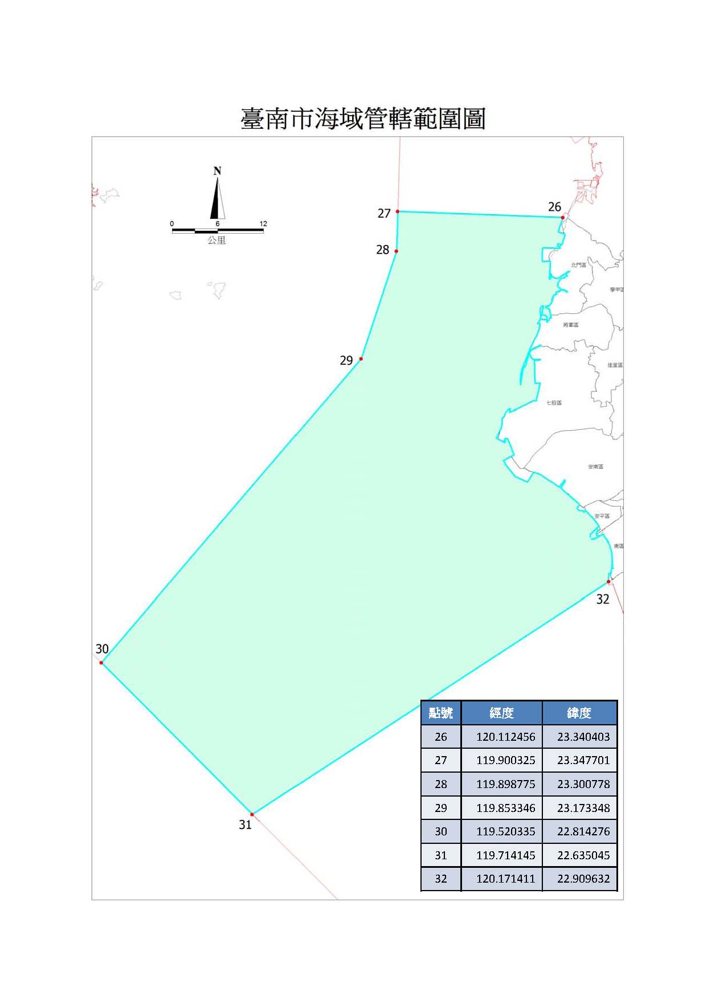 臺南市海域管轄範圍圖
N
0 6 12
公里
27
26
28
北門區
學甲區
將軍區
29
佳里區
七股區
安南區
安平區
南區
32
30
31
點號 經度 緯度
26 120.112456 23.340403
27 119.900325 23.347701
28 119.898775 23.300778
29 119.853346 23.173348
30 119.520335 22.814276
31 119.714145 22.635045
32 120.171411 22.909632